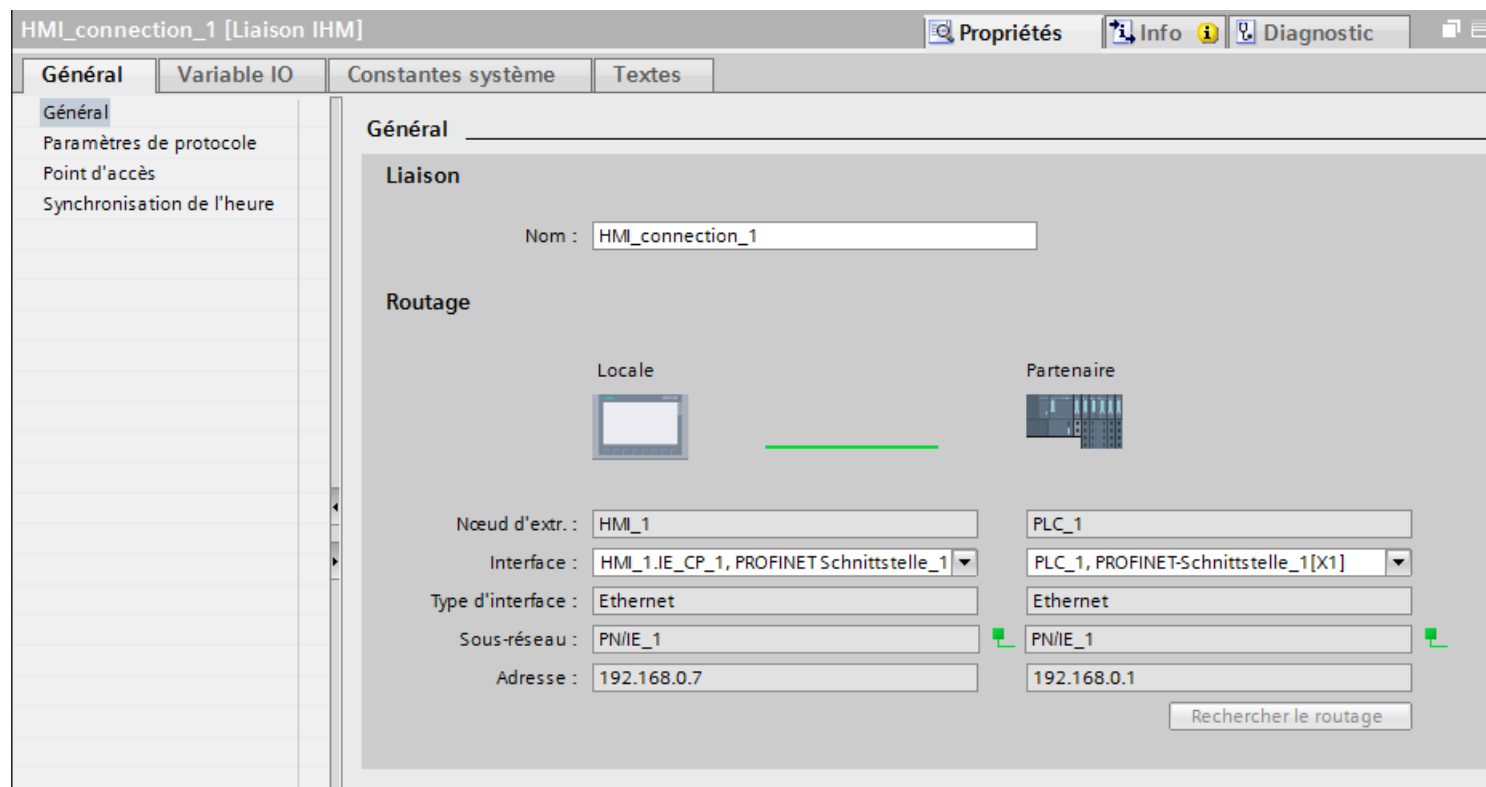 HMI_connection_1 [Liaison IHM]
Propriétés
Info
Diagnostic
Général
Variable IO
Constantes système
Textes
Général
Paramètres de protocole
Point d'accès
Synchronisation de l'heure
Général
Liaison
Nom : HMI_connection_1
Routage
Locale
Partenaire
Nœud d'extr. : HMI_1 PLC_1
Interface : HMI_1.IE_CP_1, PROFINET Schnittstelle_1 PLC_1, PROFINET-Schnittstelle_1[X1]
Type d'interface : Ethernet Ethernet
Sous-réseau : PN/IE_1 PN/IE_1
Adresse : 192.168.0.7 192.168.0.1
Rechercher le routage